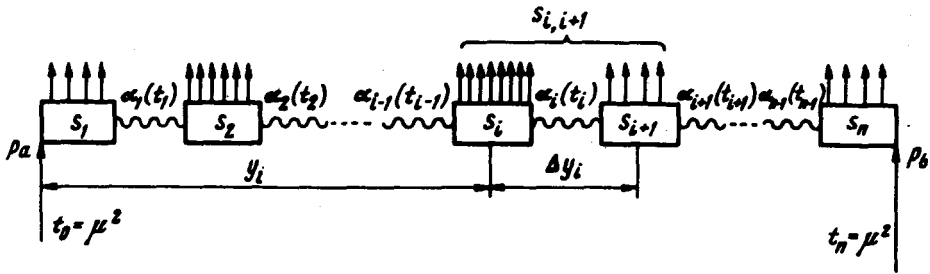 s_{i,i+1}
α_1(t_1) α_2(t_2) α_{i-1}(t_{i-1}) α_i(t_i) α_{i+1}(t_{i+1}) α_{n-1}(t_{n-1})
s_1 s_2 s_i s_{i+1} s_n
p_a y_i Δy_i p_b
t_0 = μ^2 t_n = μ^2